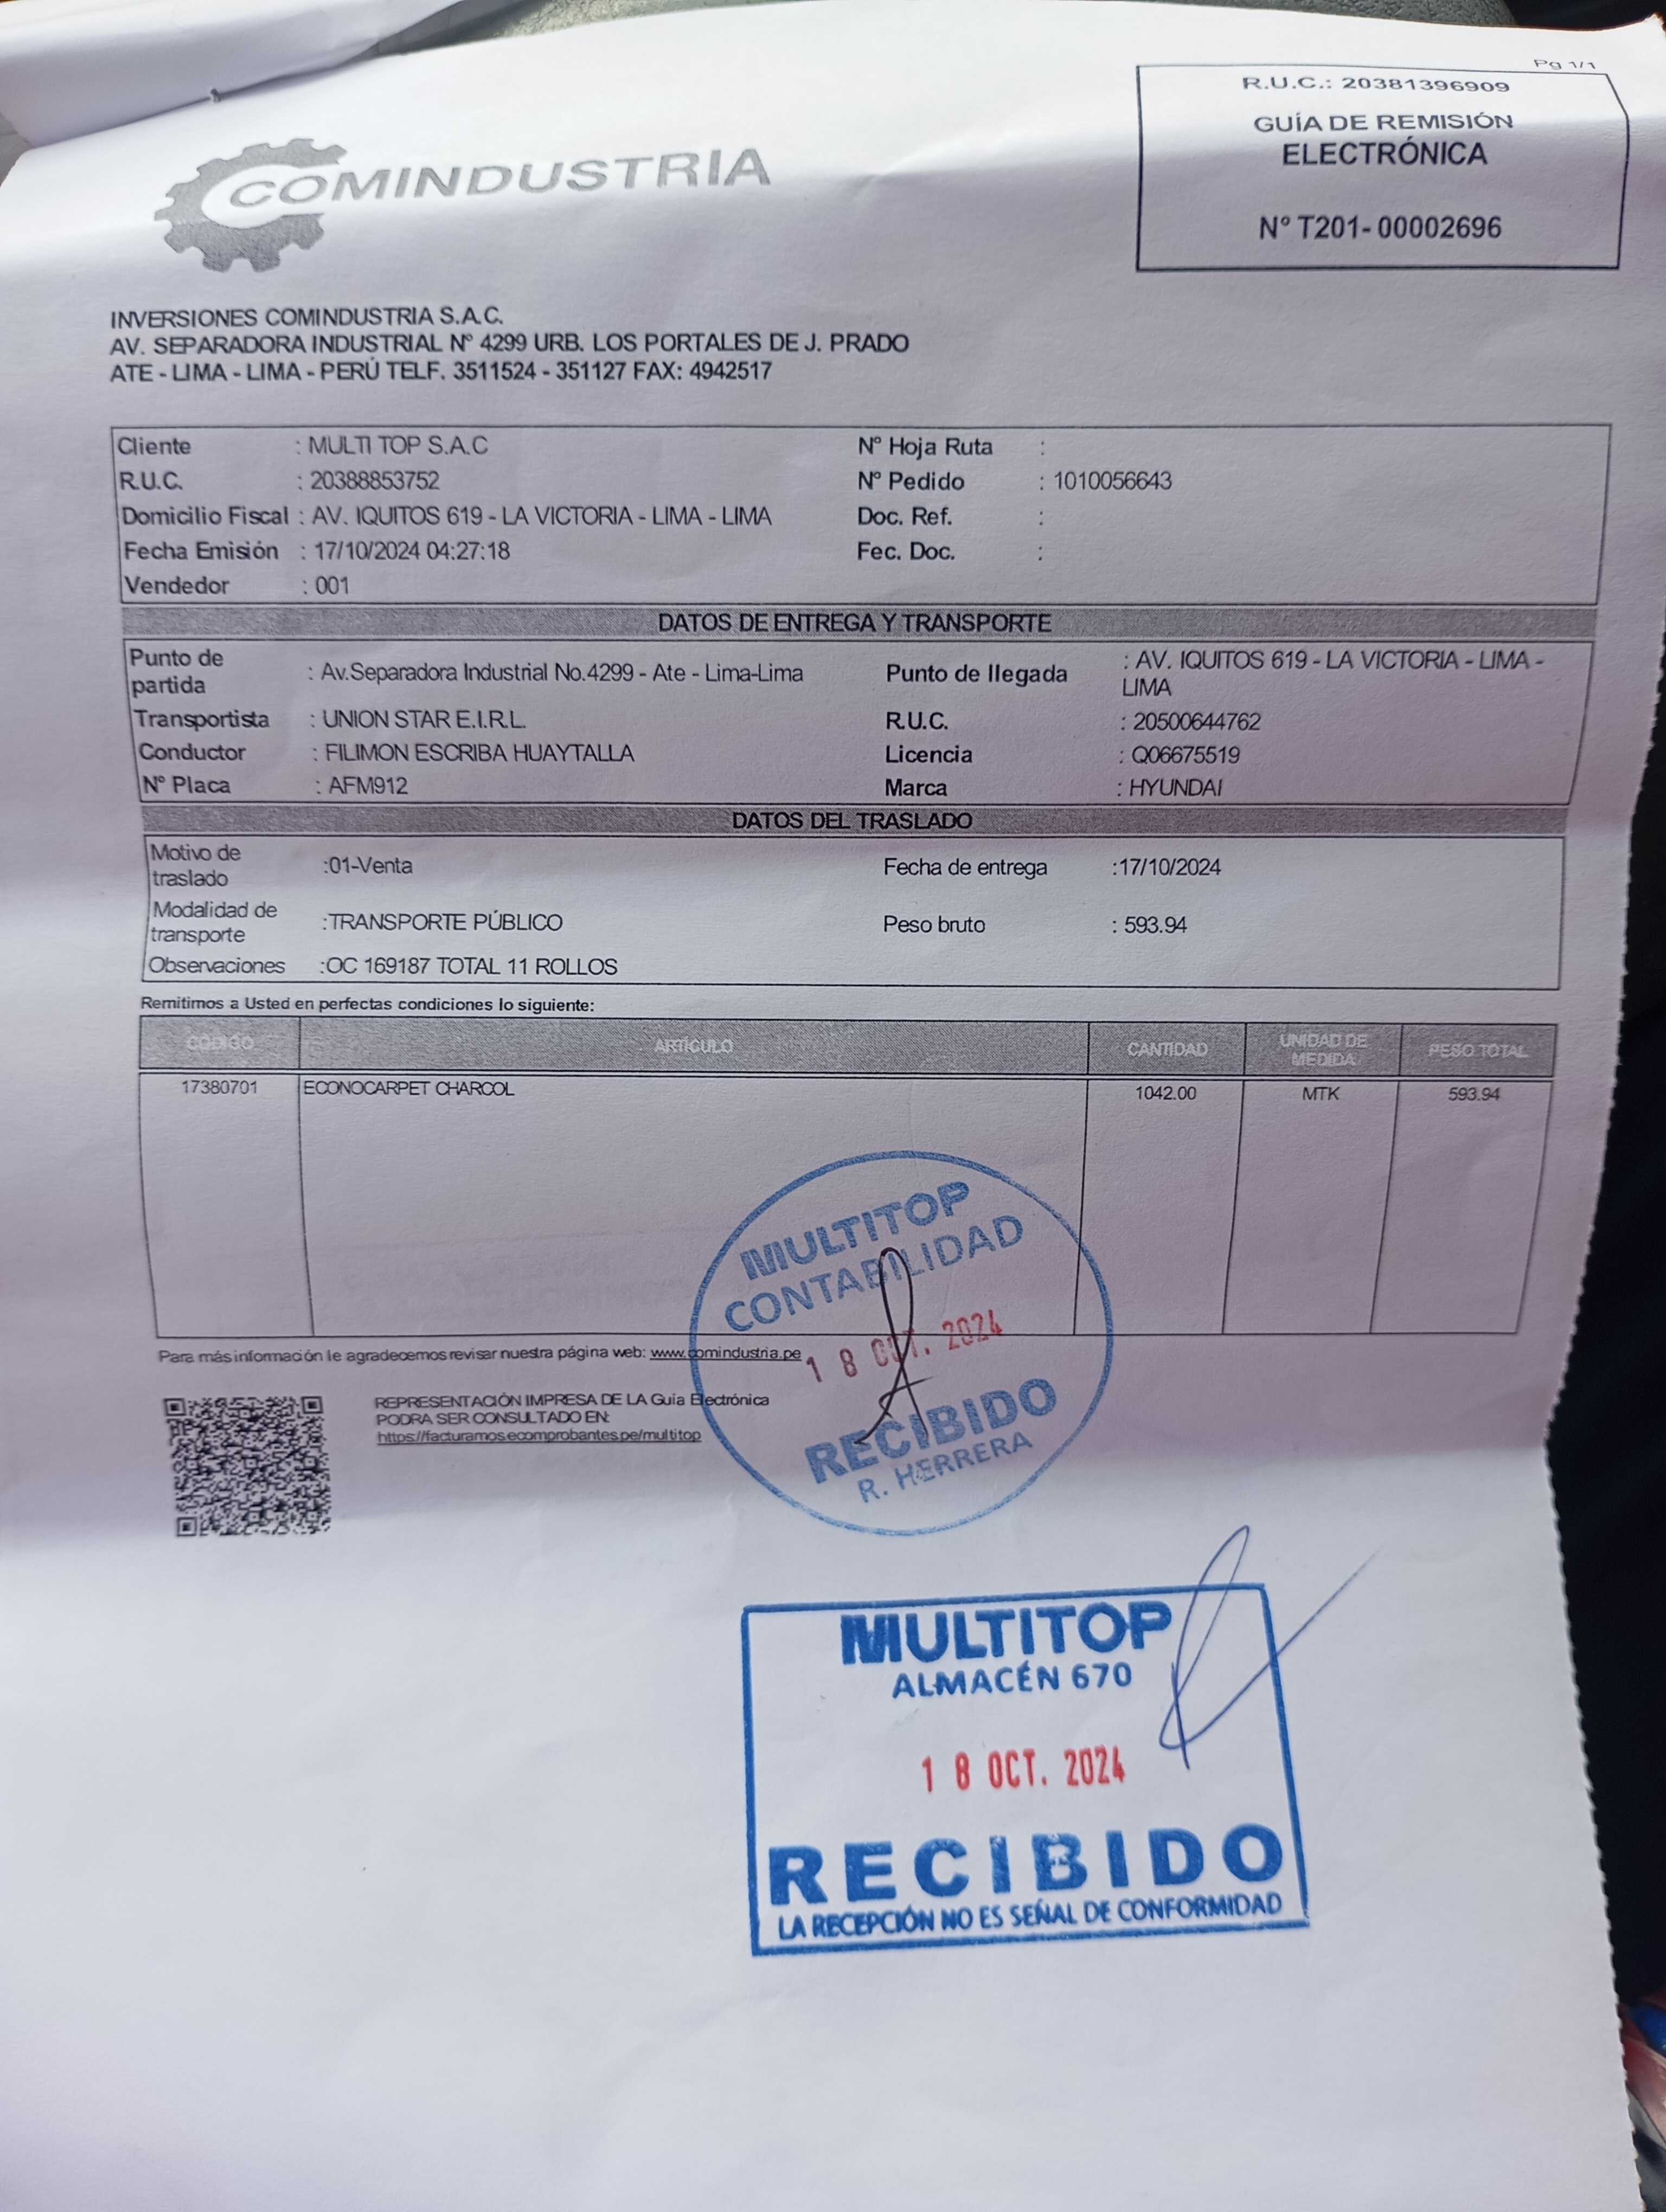 Pg 1/1
R.U.C.: 20381396909
GUÍA DE REMISIÓN
ELECTRÓNICA
Nº T201- 00002696
COMINDUSTRIA
INVERSIONES COMINDUSTRIA S.A.C.
AV. SEPARADORA INDUSTRIAL Nº 4299 URB. LOS PORTALES DE J. PRADO
ATE - LIMA - LIMA - PERÚ TELF. 3511524 - 351127 FAX: 4942517
Cliente : MULTI TOP S.A.C Nº Hoja Ruta :
R.U.C. : 20388853752 Nº Pedido : 1010056643
Domicilio Fiscal : AV. IQUITOS 619 - LA VICTORIA - LIMA - LIMA Doc. Ref. :
Fecha Emisión : 17/10/2024 04:27:18 Fec. Doc. :
Vendedor : 001
DATOS DE ENTREGA Y TRANSPORTE
Punto de partida : Av.Separadora Industrial No.4299 - Ate - Lima-Lima Punto de llegada : AV. IQUITOS 619 - LA VICTORIA - LIMA - LIMA
Transportista : UNION STAR E.I.R.L. R.U.C. : 20500644762
Conductor : FILIMON ESCRIBA HUAYTALLA Licencia : Q06675519
Nº Placa : AFM912 Marca : HYUNDAI
DATOS DEL TRASLADO
Motivo de traslado :01-Venta Fecha de entrega :17/10/2024
Modalidad de transporte :TRANSPORTE PÚBLICO Peso bruto : 593.94
Observaciones :OC 169187 TOTAL 11 ROLLOS
Remitimos a Usted en perfectas condiciones lo siguiente:
CODIGO ARTÍCULO CANTIDAD UNIDAD DE MEDIDA PESO TOTAL
17380701 ECONOCARPET CHARCOL 1042.00 MTK 593.94
Para más información le agradecemos revisar nuestra página web: www.comindustria.pe
REPRESENTACIÓN IMPRESA DE LA Guía Electrónica
PODRA SER CONSULTADO EN:
https://facturamos.ecomprobantes.pe/multitop
MULTITOP
CONTABILIDAD
18 OCT. 2024
RECIBIDO
R. HERRERA
MULTITOP
ALMACÉN 670
18 OCT. 2024
RECIBIDO
LA RECEPCIÓN NO ES SEÑAL DE CONFORMIDAD